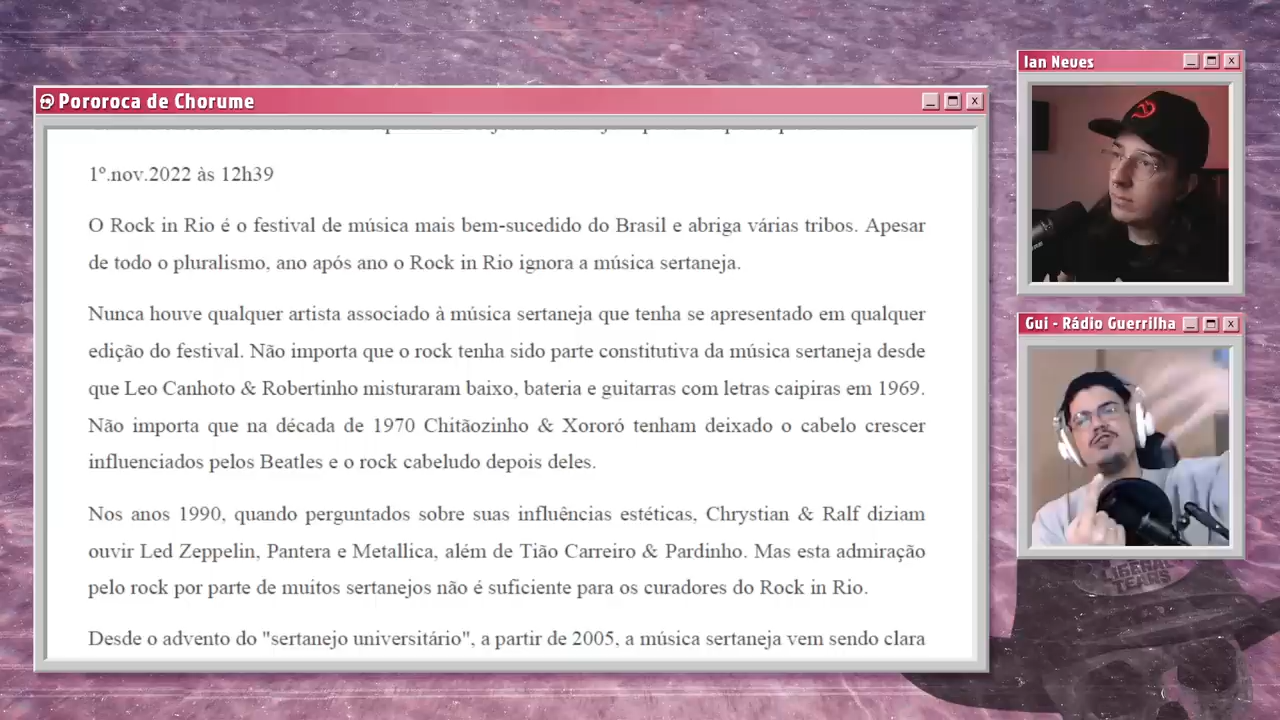 Pororoca de Chorume
1º.nov.2022 às 12h39
O Rock in Rio é o festival de música mais bem-sucedido do Brasil e abriga várias tribos. Apesar
de todo o pluralismo, ano após ano o Rock in Rio ignora a música sertaneja.
Nunca houve qualquer artista associado à música sertaneja que tenha se apresentado em qualquer
edição do festival. Não importa que o rock tenha sido parte constitutiva da música sertaneja desde
que Leo Canhoto & Robertinho misturaram baixo, bateria e guitarras com letras caipiras em 1969.
Não importa que na década de 1970 Chitãozinho & Xororó tenham deixado o cabelo crescer
influenciados pelos Beatles e o rock cabeludo depois deles.
Nos anos 1990, quando perguntados sobre suas influências estéticas, Chrystian & Ralf diziam
ouvir Led Zeppelin, Pantera e Metallica, além de Tião Carreiro & Pardinho. Mas esta admiração
pelo rock por parte de muitos sertanejos não é suficiente para os curadores do Rock in Rio.
Desde o advento do "sertanejo universitário", a partir de 2005, a música sertaneja vem sendo clara
Ian Neves
Gui - Rádio Guerrilha
LIBERAL
TEARS